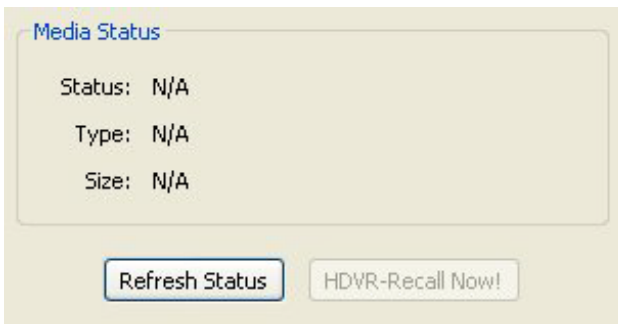 Media Status
Status: N/A
Type: N/A
Size: N/A
Refresh Status HDVR-Recall Now!